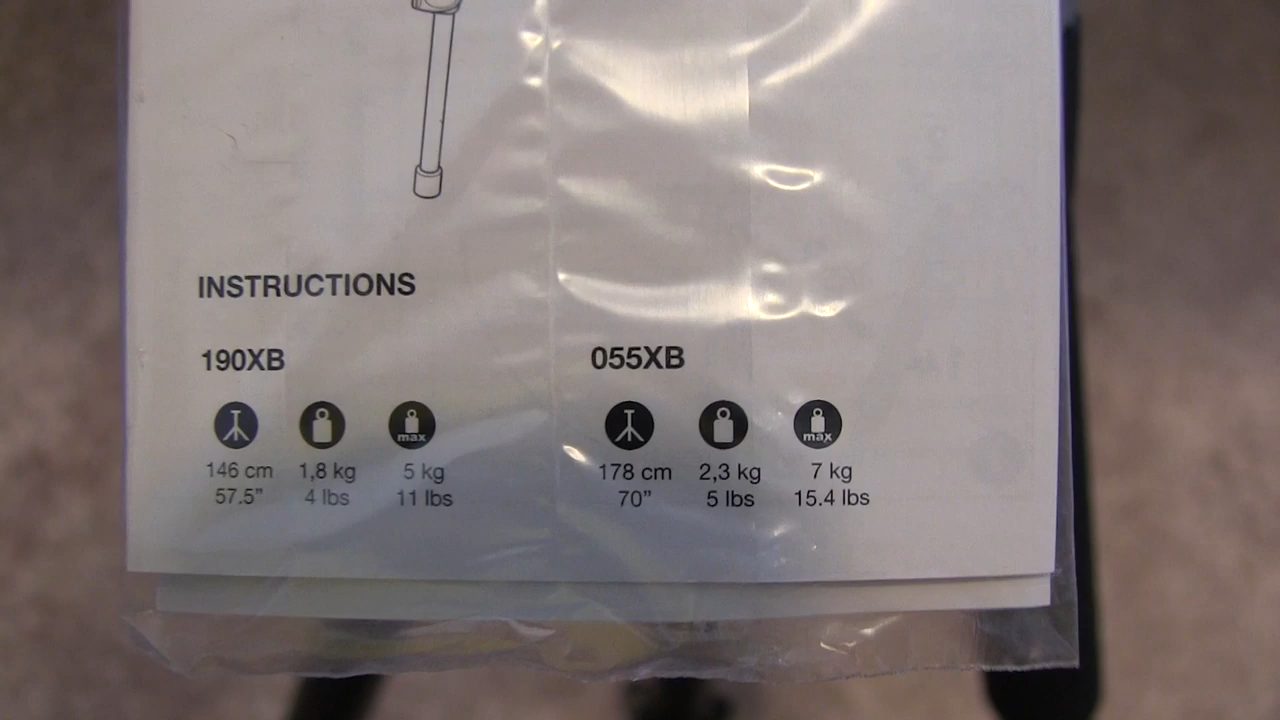 INSTRUCTIONS
190XB
055XB
max
max
146 cm 1,8 kg 5 kg
57.5” 4 lbs 11 lbs
178 cm 2,3 kg 7 kg
70” 5 lbs 15.4 lbs